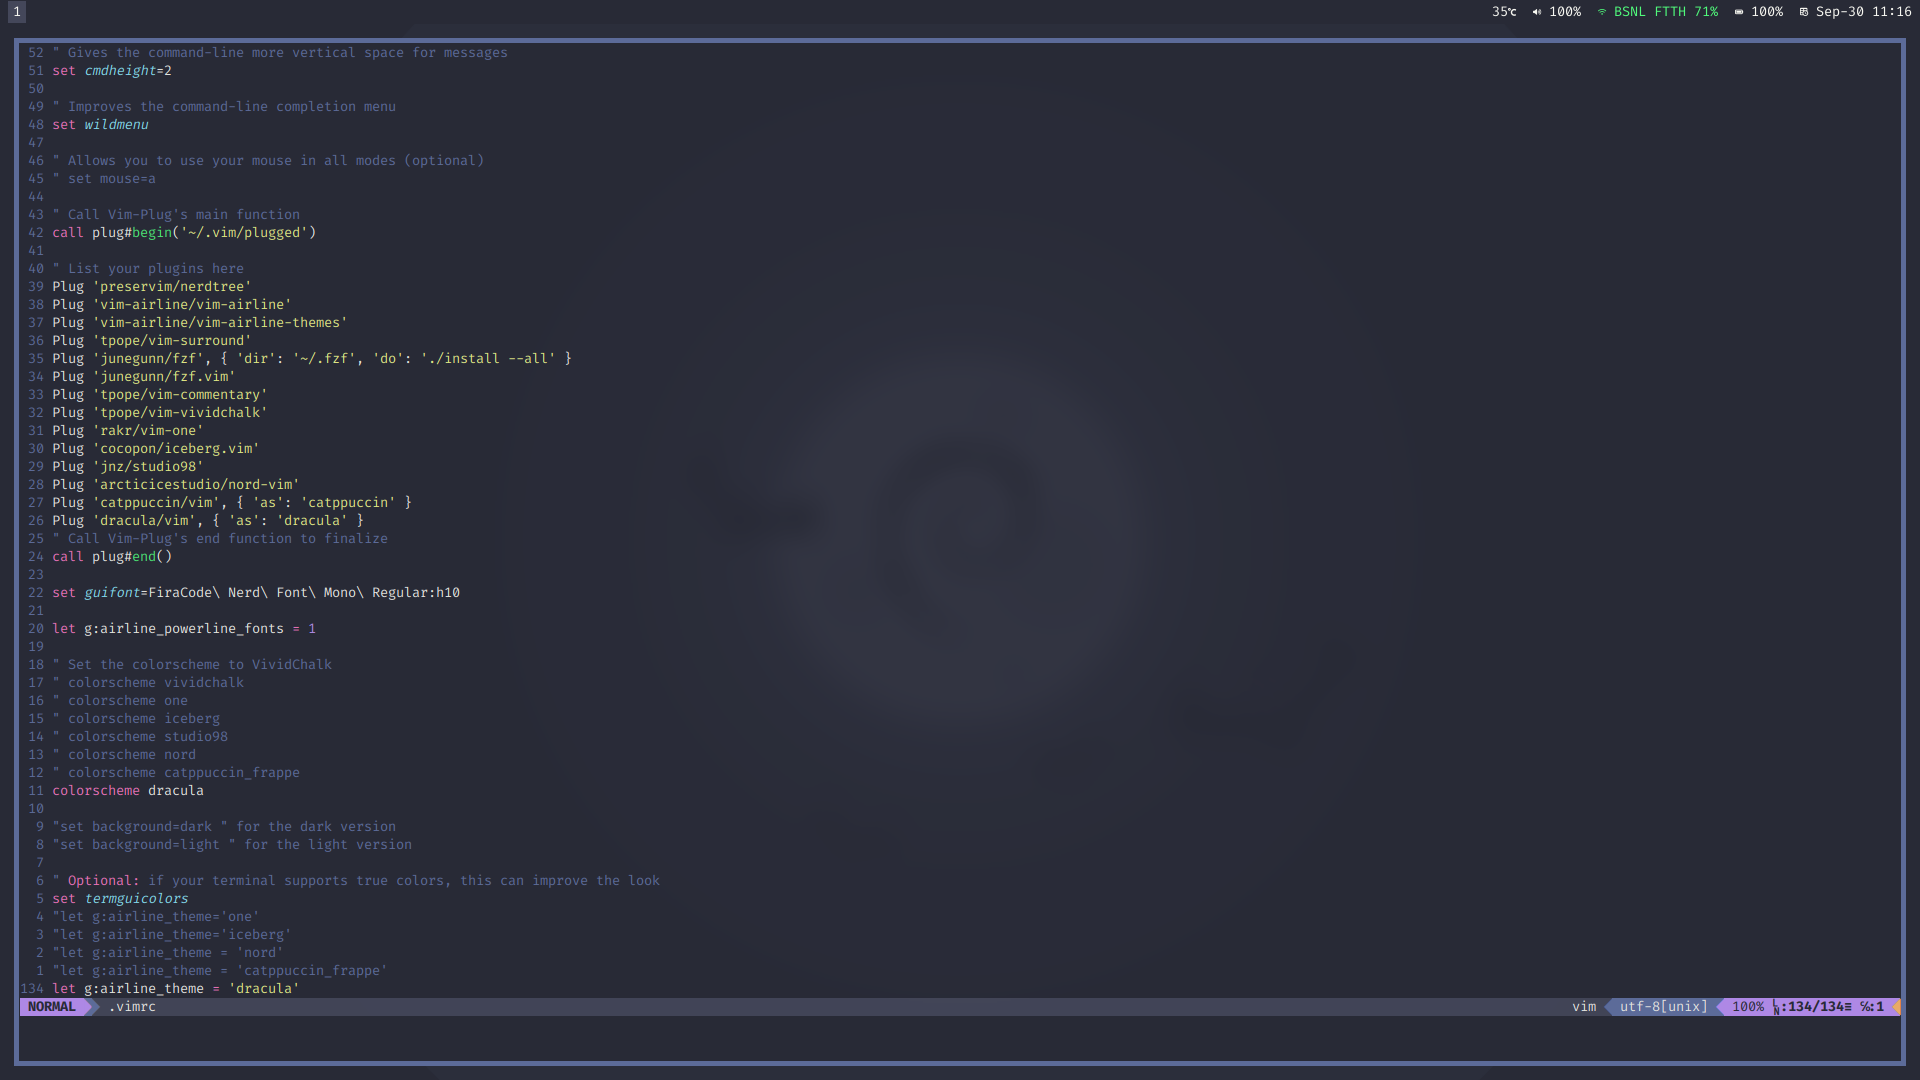 1
35℃ 100% BSNL FTTH 71% 100% Sep-30 11:16
52 " Gives the command-line more vertical space for messages
51 set cmdheight=2
50
49 " Improves the command-line completion menu
48 set wildmenu
47
46 " Allows you to use your mouse in all modes (optional)
45 " set mouse=a
44
43 " Call Vim-Plug's main function
42 call plug#begin('~/.vim/plugged')
41
40 " List your plugins here
39 Plug 'preservim/nerdtree'
38 Plug 'vim-airline/vim-airline'
37 Plug 'vim-airline/vim-airline-themes'
36 Plug 'tpope/vim-surround'
35 Plug 'junegunn/fzf', { 'dir': '~/.fzf', 'do': './install --all' }
34 Plug 'junegunn/fzf.vim'
33 Plug 'tpope/vim-commentary'
32 Plug 'tpope/vim-vividchalk'
31 Plug 'rakr/vim-one'
30 Plug 'cocopon/iceberg.vim'
29 Plug 'jnz/studio98'
28 Plug 'arcticicestudio/nord-vim'
27 Plug 'catppuccin/vim', { 'as': 'catppuccin' }
26 Plug 'dracula/vim', { 'as': 'dracula' }
25 " Call Vim-Plug's end function to finalize
24 call plug#end()
23
22 set guifont=FiraCode\ Nerd\ Font\ Mono\ Regular:h10
21
20 let g:airline_powerline_fonts = 1
19
18 " Set the colorscheme to VividChalk
17 " colorscheme vividchalk
16 " colorscheme one
15 " colorscheme iceberg
14 " colorscheme studio98
13 " colorscheme nord
12 " colorscheme catppuccin_frappe
11 colorscheme dracula
10
9 "set background=dark " for the dark version
8 "set background=light " for the light version
7
6 " Optional: if your terminal supports true colors, this can improve the look
5 set termguicolors
4 "let g:airline_theme='one'
3 "let g:airline_theme='iceberg'
2 "let g:airline_theme = 'nord'
1 "let g:airline_theme = 'catppuccin_frappe'
134 let g:airline_theme = 'dracula'
NORMAL .vimrc vim utf-8[unix] 100% :134/134≡ ℅:1